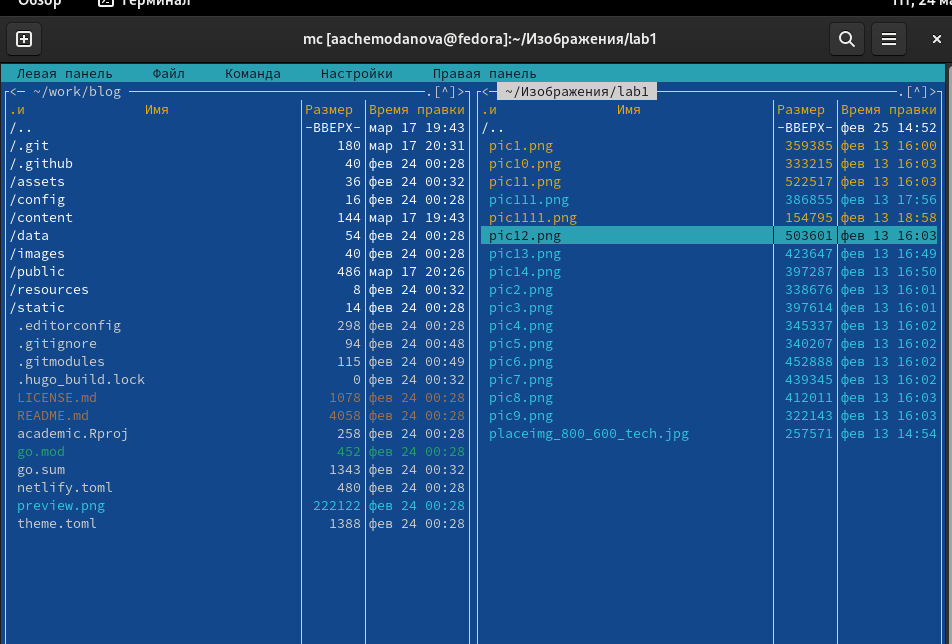 Обзор Терминал Пт, 24 ма
mc [aachemodanova@fedora]:~/Изображения/lab1
Левая панель Файл Команда Настройки Правая панель
<— ~/work/blog .[^]>
.и Имя Размер Время правки
/.. -ВВЕРХ- мар 17 19:43
/.git 180 мар 17 20:31
/.github 40 фев 24 00:28
/assets 36 фев 24 00:32
/config 16 фев 24 00:28
/content 144 мар 17 19:43
/data 54 фев 24 00:28
/images 40 фев 24 00:28
/public 486 мар 17 20:26
/resources 8 фев 24 00:32
/static 14 фев 24 00:28
.editorconfig 298 фев 24 00:28
.gitignore 94 фев 24 00:48
.gitmodules 115 фев 24 00:49
.hugo_build.lock 0 фев 24 00:32
LICENSE.md 1078 фев 24 00:28
README.md 4058 фев 24 00:28
academic.Rproj 258 фев 24 00:28
go.mod 452 фев 24 00:28
go.sum 1343 фев 24 00:32
netlify.toml 480 фев 24 00:28
preview.png 222122 фев 24 00:28
theme.toml 1388 фев 24 00:28
<— ~/Изображения/lab1 .[^]>
.и Имя Размер Время правки
/.. -ВВЕРХ- фев 25 14:52
pic1.png 359385 фев 13 16:00
pic10.png 333215 фев 13 16:03
pic11.png 522517 фев 13 16:03
pic111.png 386855 фев 13 17:56
pic1111.png 154795 фев 13 18:58
pic12.png 503601 фев 13 16:03
pic13.png 423647 фев 13 16:49
pic14.png 397287 фев 13 16:50
pic2.png 338676 фев 13 16:01
pic3.png 397614 фев 13 16:01
pic4.png 345337 фев 13 16:02
pic5.png 340207 фев 13 16:02
pic6.png 452888 фев 13 16:02
pic7.png 439345 фев 13 16:02
pic8.png 412011 фев 13 16:03
pic9.png 322143 фев 13 16:03
placeimg_800_600_tech.jpg 257571 фев 13 14:54